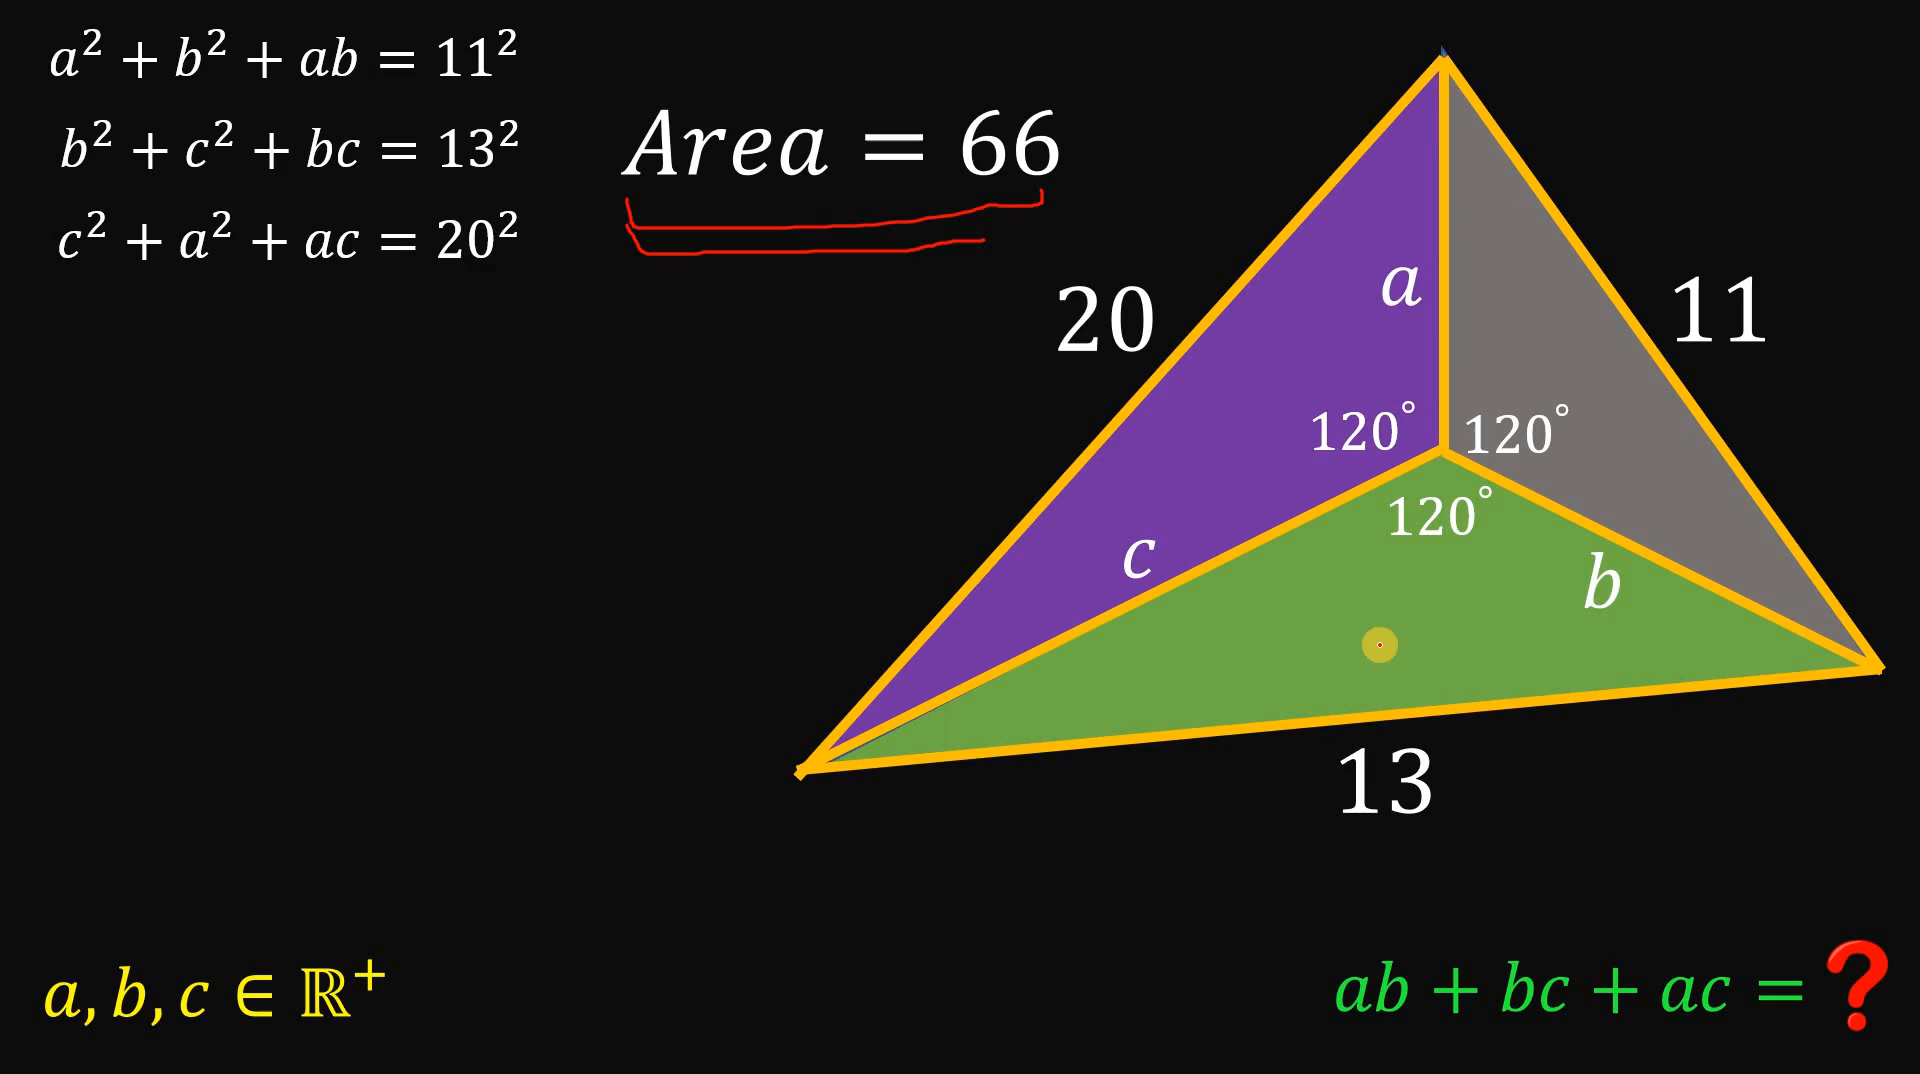 a² + b² + ab = 11²
b² + c² + bc = 13²
c² + a² + ac = 20²
Area = 66
20
a
11
120°
120°
120°
c
b
13
a, b, c ∈ ℝ⁺
ab + bc + ac = ❓